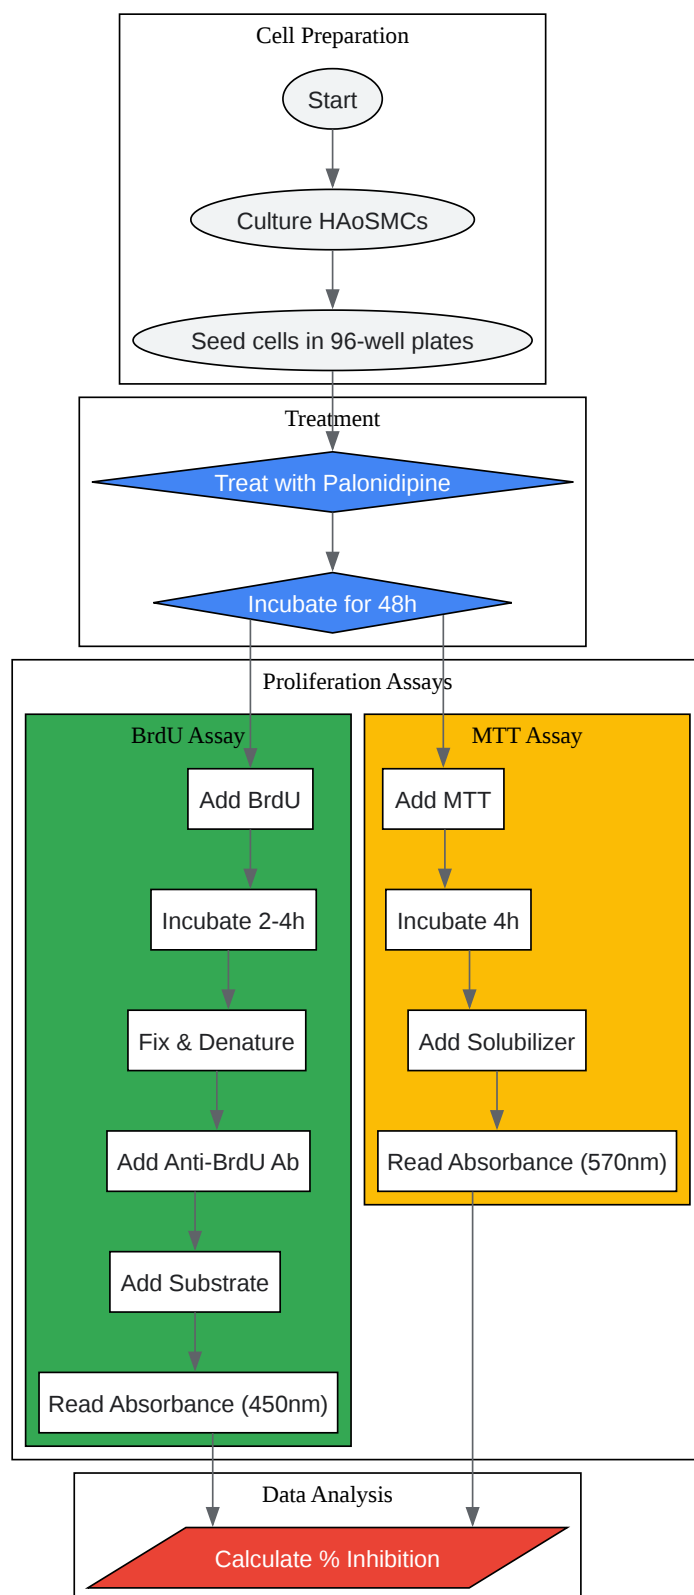 Cell Preparation
Start
Culture HAoSMCs
Seed cells in 96-well plates
Treatment
Treat with Palonidipine
Incubate for 48h
Proliferation Assays
BrdU Assay
Add BrdU
Incubate 2-4h
Fix & Denature
Add Anti-BrdU Ab
Add Substrate
Read Absorbance (450nm)
MTT Assay
Add MTT
Incubate 4h
Add Solubilizer
Read Absorbance (570nm)
Data Analysis
Calculate % Inhibition